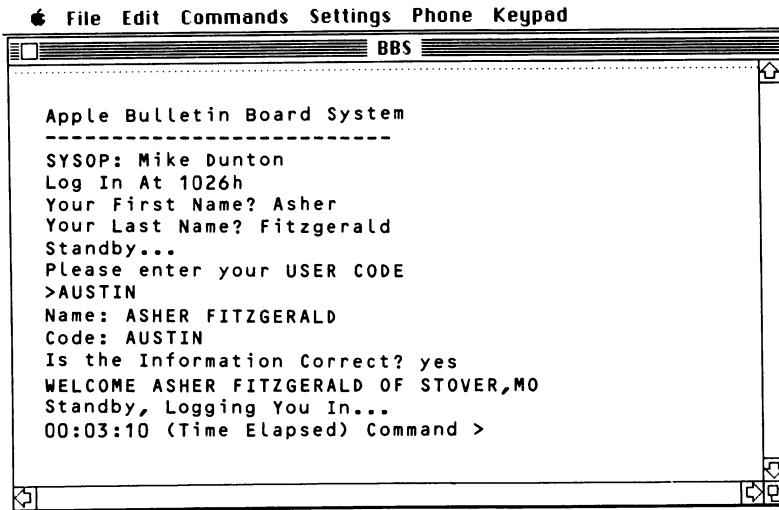 File Edit Commands Settings Phone Keypad
BBS
Apple Bulletin Board System
--------------------------
SYSOP: Mike Dunton
Log In At 1026h
Your First Name? Asher
Your Last Name? Fitzgerald
Standby...
Please enter your USER CODE
>AUSTIN
Name: ASHER FITZGERALD
Code: AUSTIN
Is the Information Correct? yes
WELCOME ASHER FITZGERALD OF STOVER,MO
Standby, Logging You In...
00:03:10 (Time Elapsed) Command >